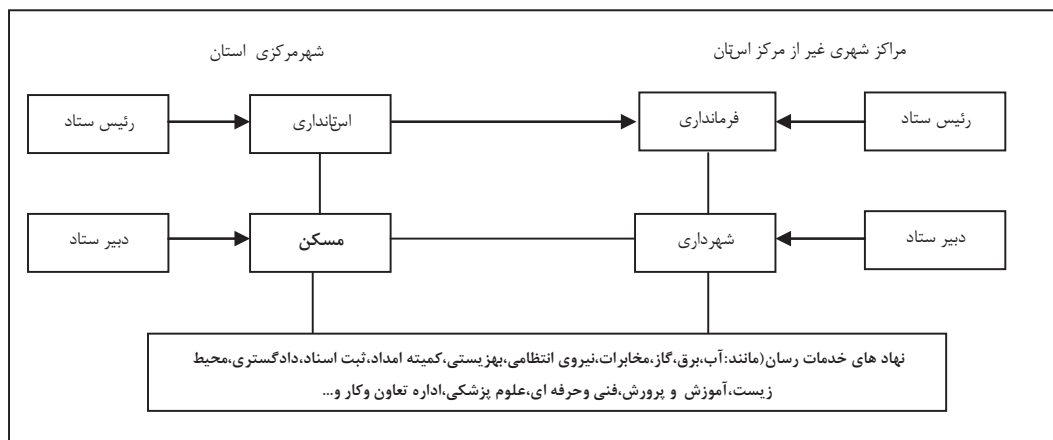 مراکز شهری غیر از مرکز استان
شهرمرکزی استان
رئیس ستاد
فرمانداری
استانداری
رئیس ستاد
دبیر ستاد
شهرداری
مسکن
دبیر ستاد
نهاد های خدمات رسان(مانند:آب،برق،گاز،مخابرات،نیروی انتظامی،بهزیستی،کمیته امداد،ثبت اسناد،دادگستری،محیط
زیست،آموزش و پرورش،فنی وحرفه ای،علوم پزشکی،اداره تعاون وکار و...